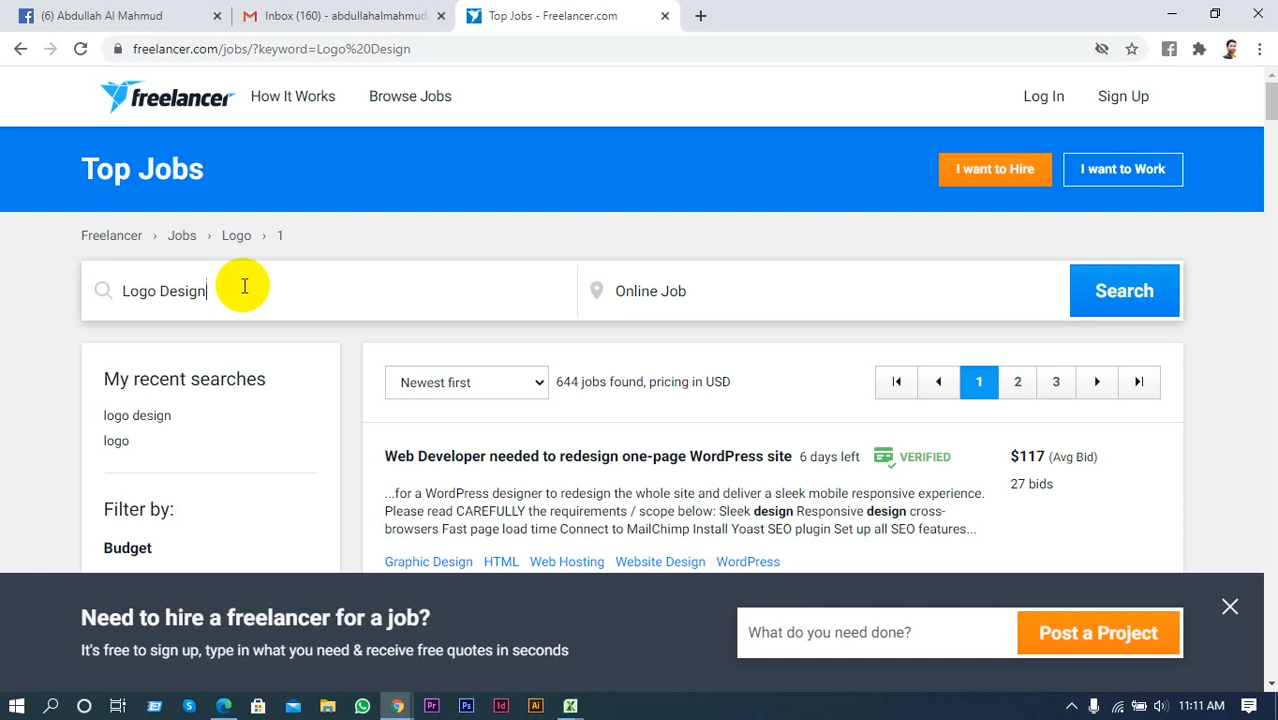 (6) Abdullah Al Mahmud
Inbox (160) - abdullahalmahmud
Top Jobs - Freelancer.com
freelancer.com/jobs/?keyword=Logo%20Design
freelancer
How It Works
Browse Jobs
Log In
Sign Up
Top Jobs
I want to Hire
I want to Work
Freelancer › Jobs › Logo › 1
Logo Design
Online Job
Search
My recent searches
logo design
logo
Filter by:
Budget
Newest first
644 jobs found, pricing in USD
1
2
3
Web Developer needed to redesign one-page WordPress site 6 days left VERIFIED
$117 (Avg Bid)
27 bids
...for a WordPress designer to redesign the whole site and deliver a sleek mobile responsive experience.
Please read CAREFULLY the requirements / scope below: Sleek design Responsive design cross-
browsers Fast page load time Connect to MailChimp Install Yoast SEO plugin Set up all SEO features...
Graphic Design HTML Web Hosting Website Design WordPress
Need to hire a freelancer for a job?
It's free to sign up, type in what you need & receive free quotes in seconds
What do you need done?
Post a Project
Pr
Ps
Id
Ai
11:11 AM